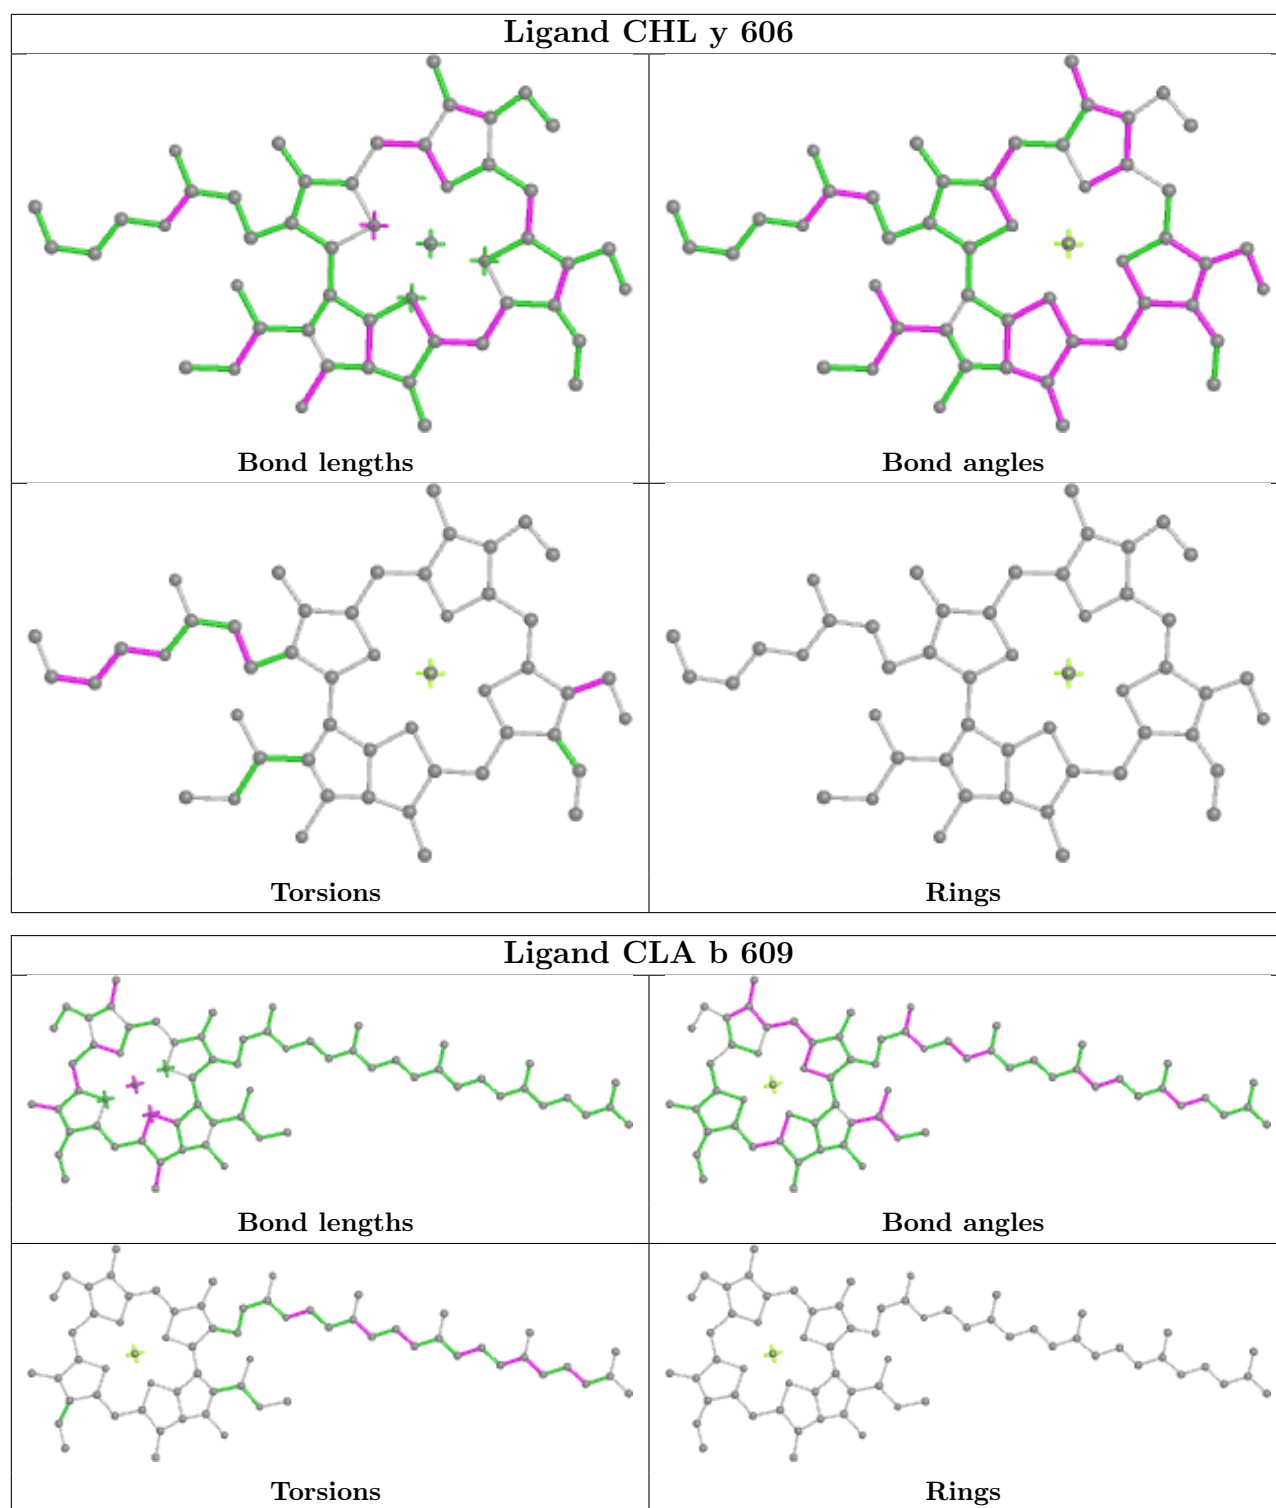 Ligand CHL y 606
Bond lengths
Bond angles
Torsions
Rings
Ligand CLA b 609
Bond lengths
Bond angles
Torsions
Rings